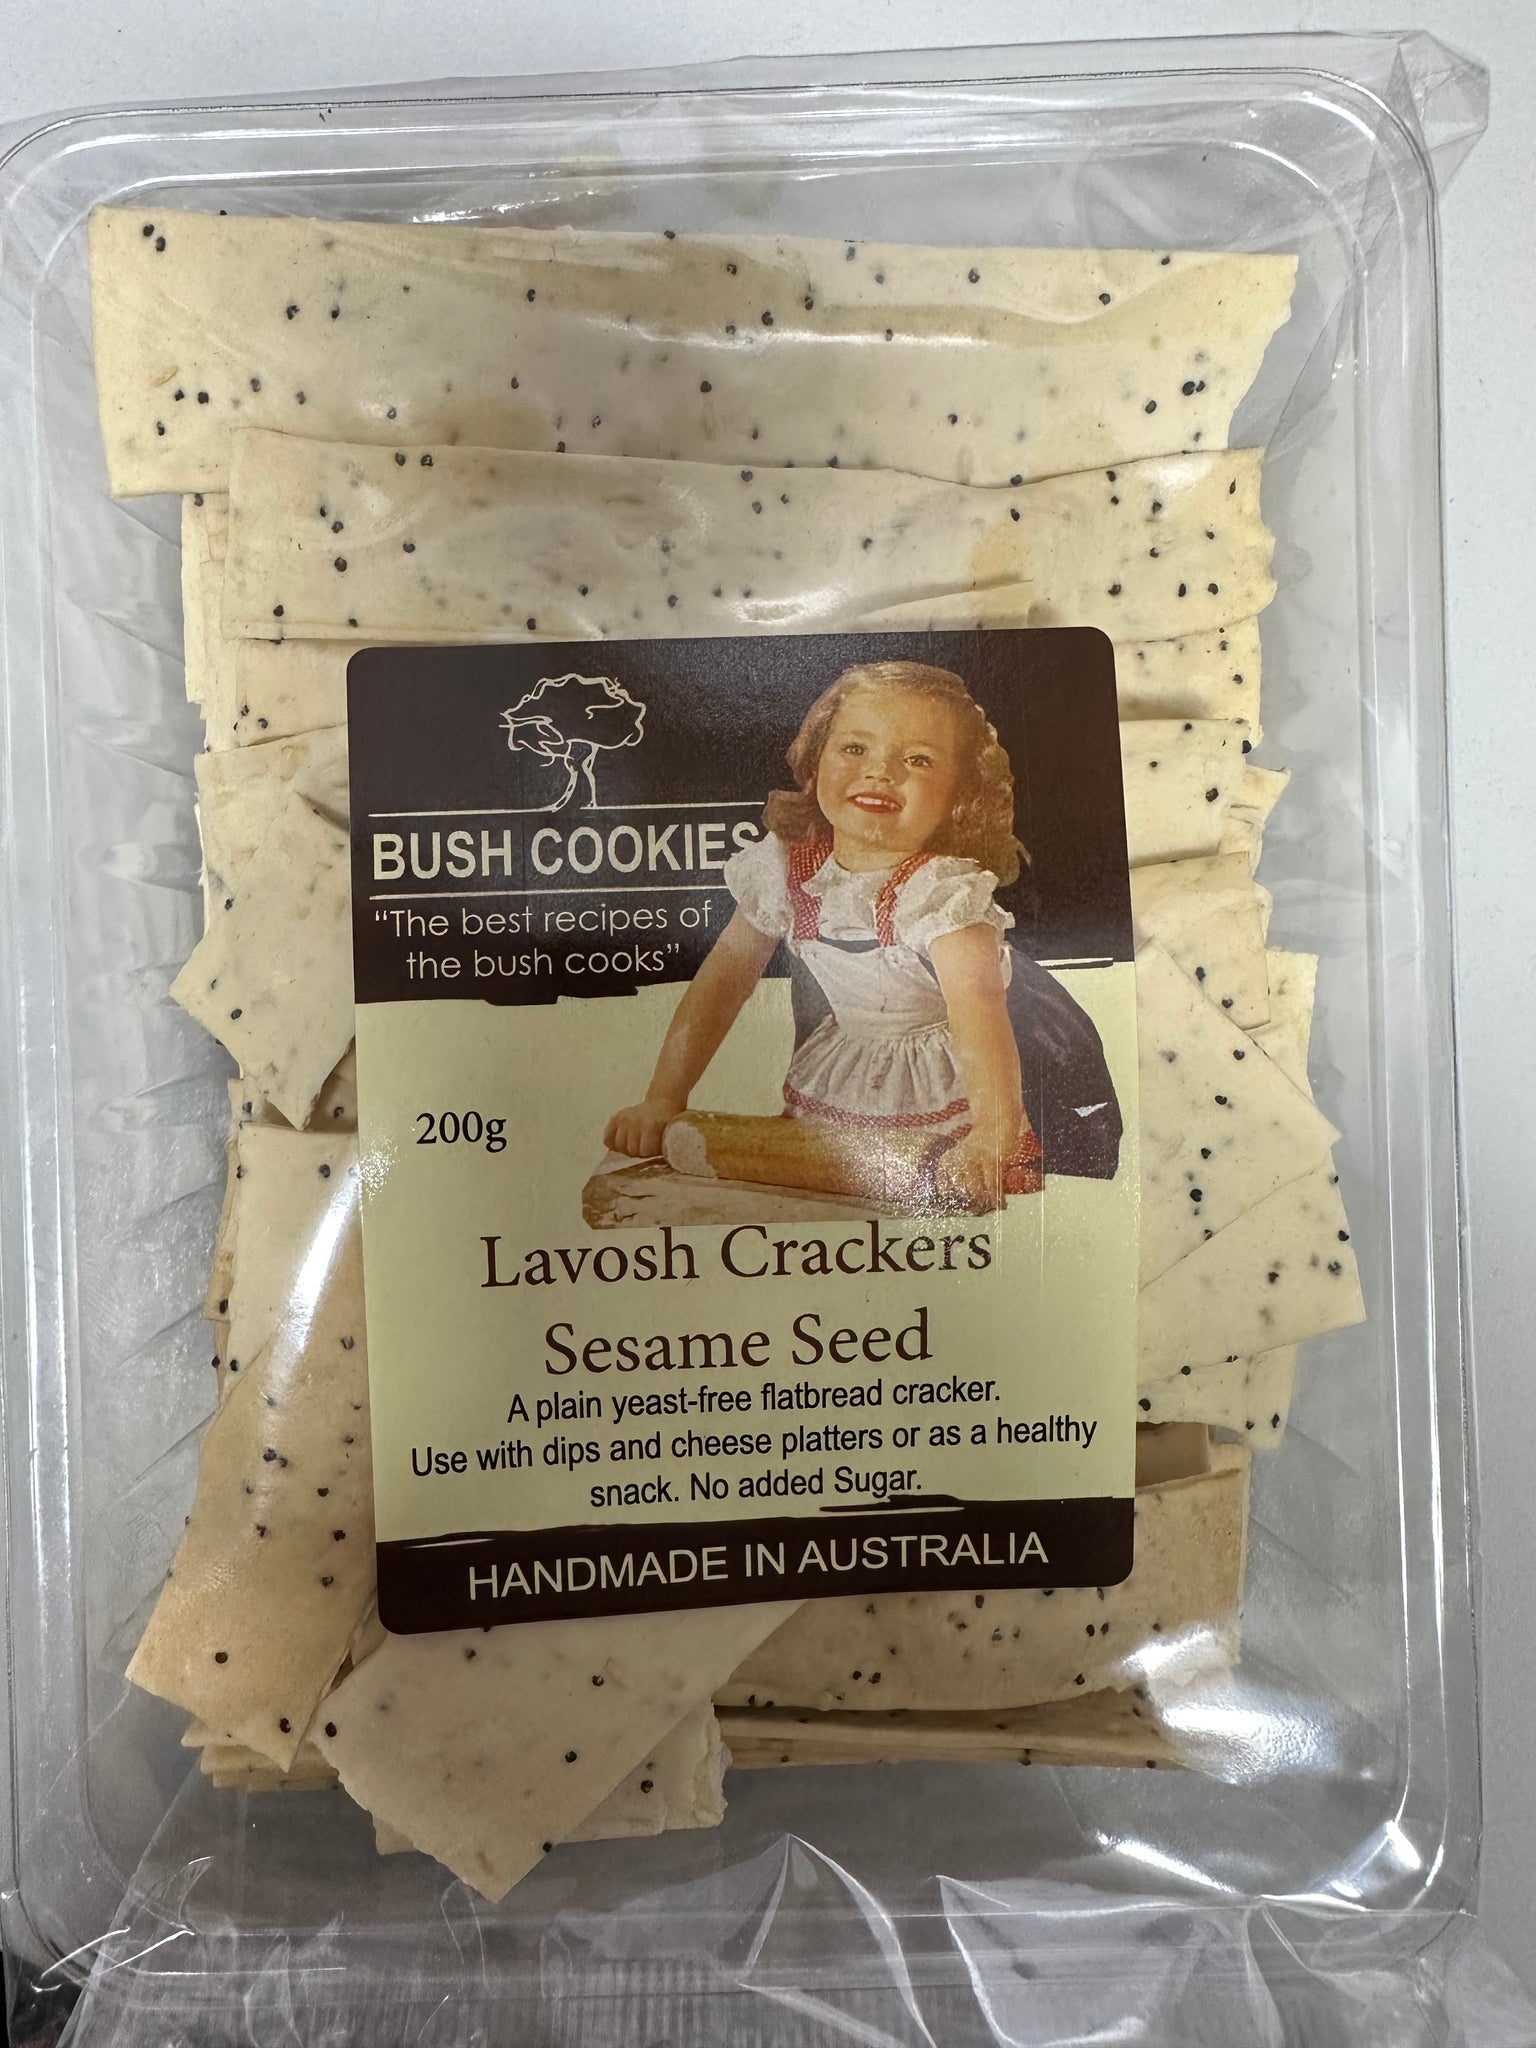 BUSH COOKIES
“The best recipes of
the bush cooks”
200g
Lavosh Crackers
Sesame Seed
A plain yeast-free flatbread cracker.
Use with dips and cheese platters or as a healthy
snack. No added Sugar.
HANDMADE IN AUSTRALIA